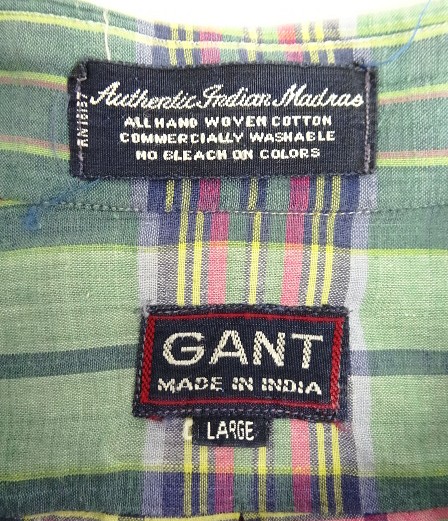 Authentic Indian Madras
ALL HAND WOVEN COTTON
COMMERCIALLY WASHABLE
NO BLEACH ON COLORS
GANT
MADE IN INDIA
LARGE